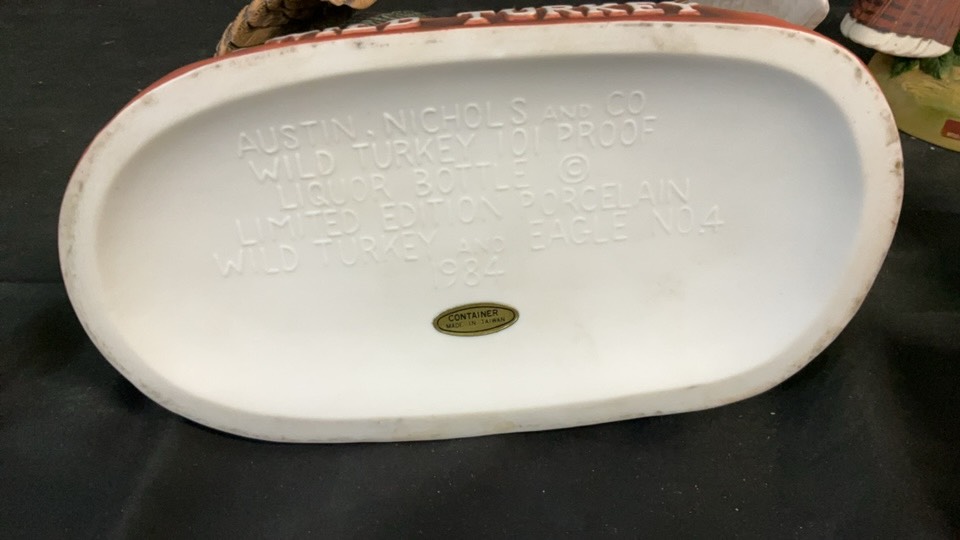 WILD TURKEY
AUSTIN, NICHOLS AND CO.
WILD TURKEY 101 PROOF
LIQUOR BOTTLE ©
LIMITED EDITION PORCELAIN
WILD TURKEY AND EAGLE NO.4
1984
CONTAINER
MADE IN TAIWAN